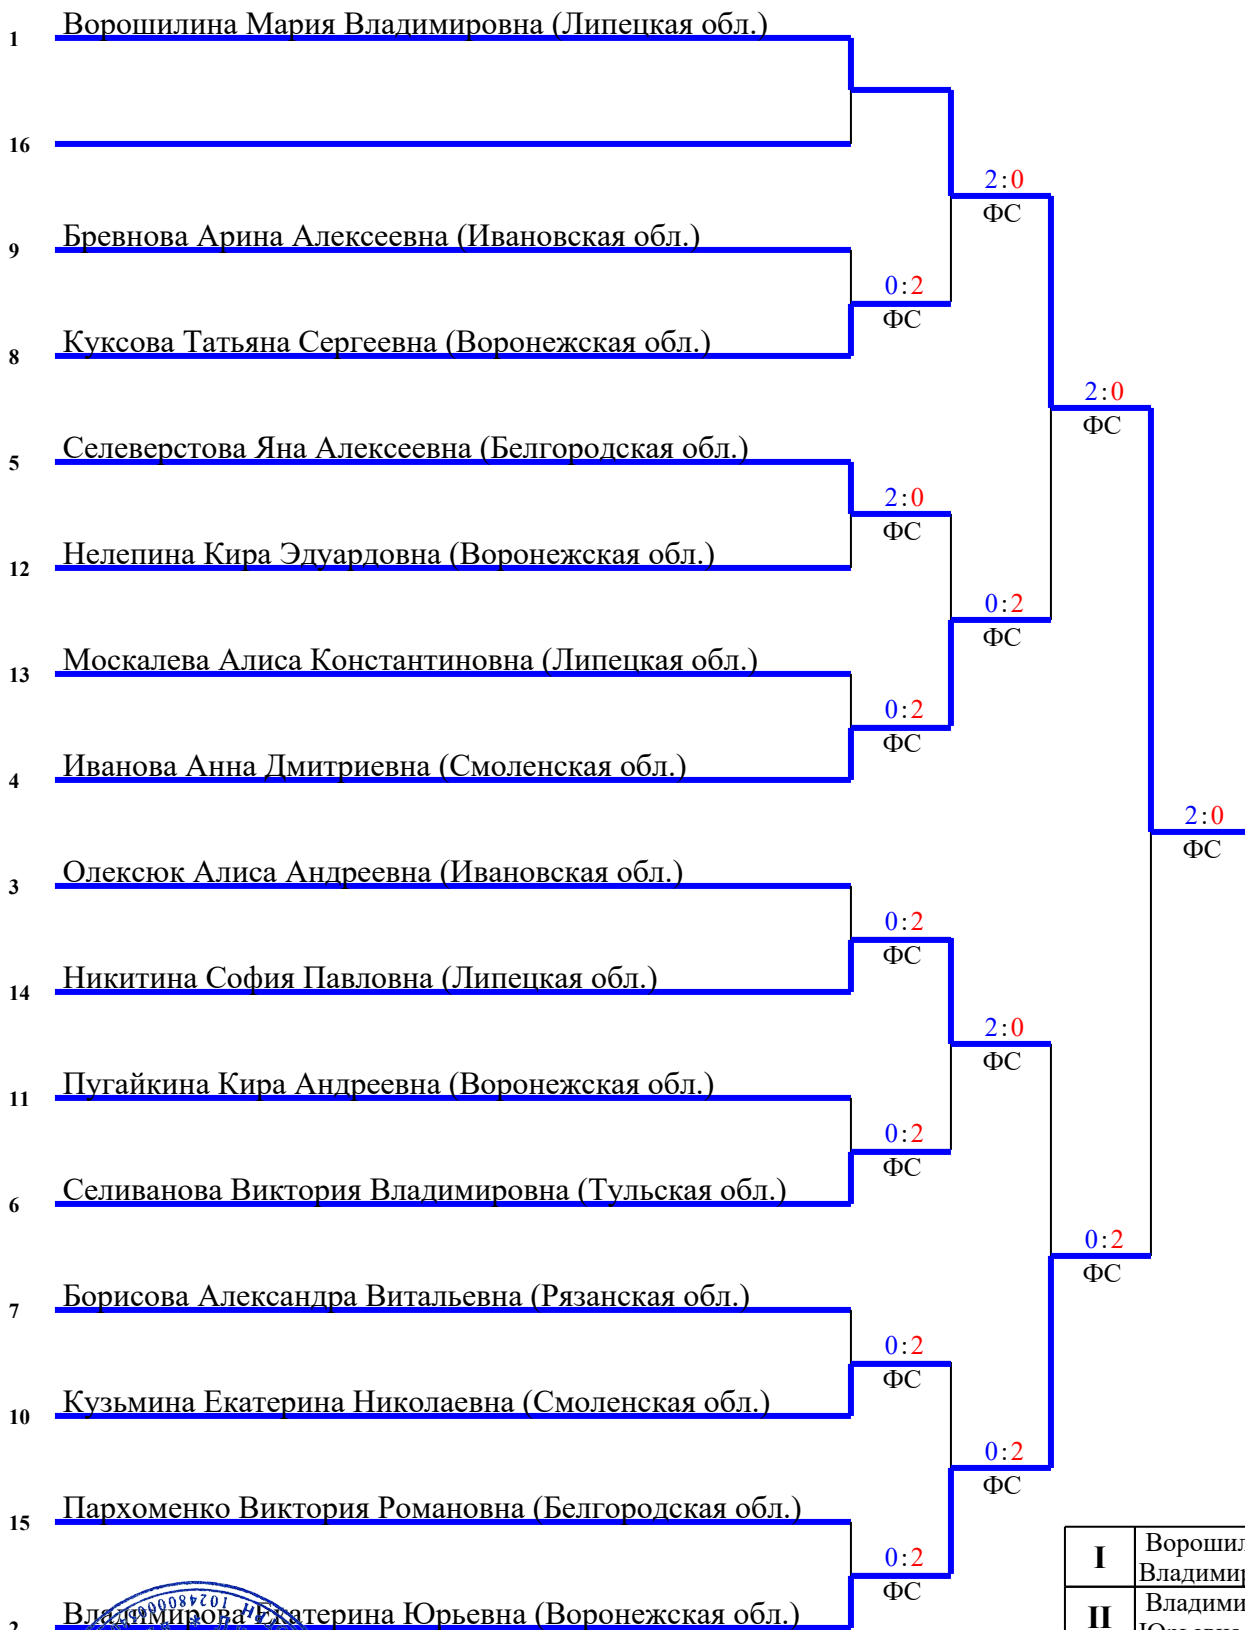 1 Ворошилина Мария Владимировна (Липецкая обл.)
16
2:0
ФС
9 Бревнова Арина Алексеевна (Ивановская обл.)
0:2
ФС
8 Куксова Татьяна Сергеевна (Воронежская обл.)
2:0
ФС
5 Селеверстова Яна Алексеевна (Белгородская обл.)
2:0
ФС
12 Нелепина Кира Эдуардовна (Воронежская обл.)
0:2
ФС
13 Москалева Алиса Константиновна (Липецкая обл.)
0:2
ФС
4 Иванова Анна Дмитриевна (Смоленская обл.)
2:0
ФС
3 Олексюк Алиса Андреевна (Ивановская обл.)
0:2
ФС
14 Никитина София Павловна (Липецкая обл.)
2:0
ФС
11 Пугайкина Кира Андреевна (Воронежская обл.)
0:2
ФС
6 Селиванова Виктория Владимировна (Тульская обл.)
0:2
ФС
7 Борисова Александра Витальевна (Рязанская обл.)
0:2
ФС
10 Кузьмина Екатерина Николаевна (Смоленская обл.)
0:2
ФС
15 Пархоменко Виктория Романовна (Белгородская обл.)
0:2
ФС
2 Владимирова Екатерина Юрьевна (Воронежская обл.)
I Ворошил
Владимир
II Владими